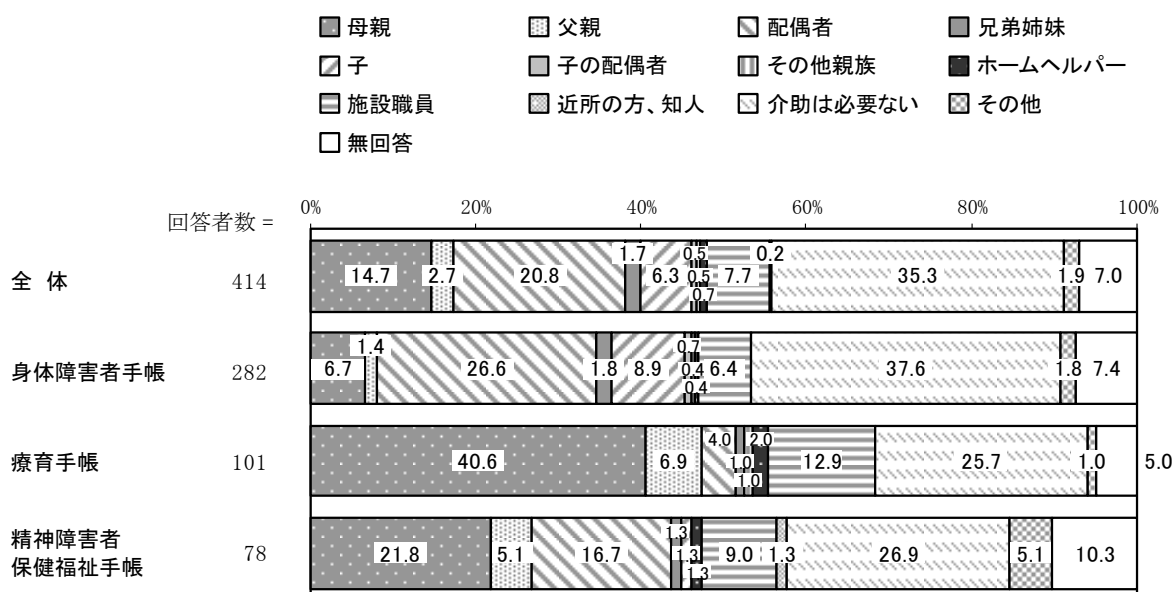 母親 父親 配偶者 兄弟姉妹
子 子の配偶者 その他親族 ホームヘルパー
施設職員 近所の方、知人 介助は必要ない その他
無回答
回答者数 = 0% 20% 40% 60% 80% 100%
全 体 414 14.7 2.7 20.8 1.7 6.3 0.5 0.5 0.7 7.7 0.2 35.3 1.9 7.0
身体障害者手帳 282 6.7 1.4 26.6 1.8 8.9 0.7 0.4 0.4 6.4 37.6 1.8 7.4
療育手帳 101 40.6 6.9 4.0 1.0 1.0 2.0 12.9 25.7 1.0 5.0
精神障害者
保健福祉手帳 78 21.8 5.1 16.7 1.3 1.3 1.3 9.0 1.3 26.9 5.1 10.3